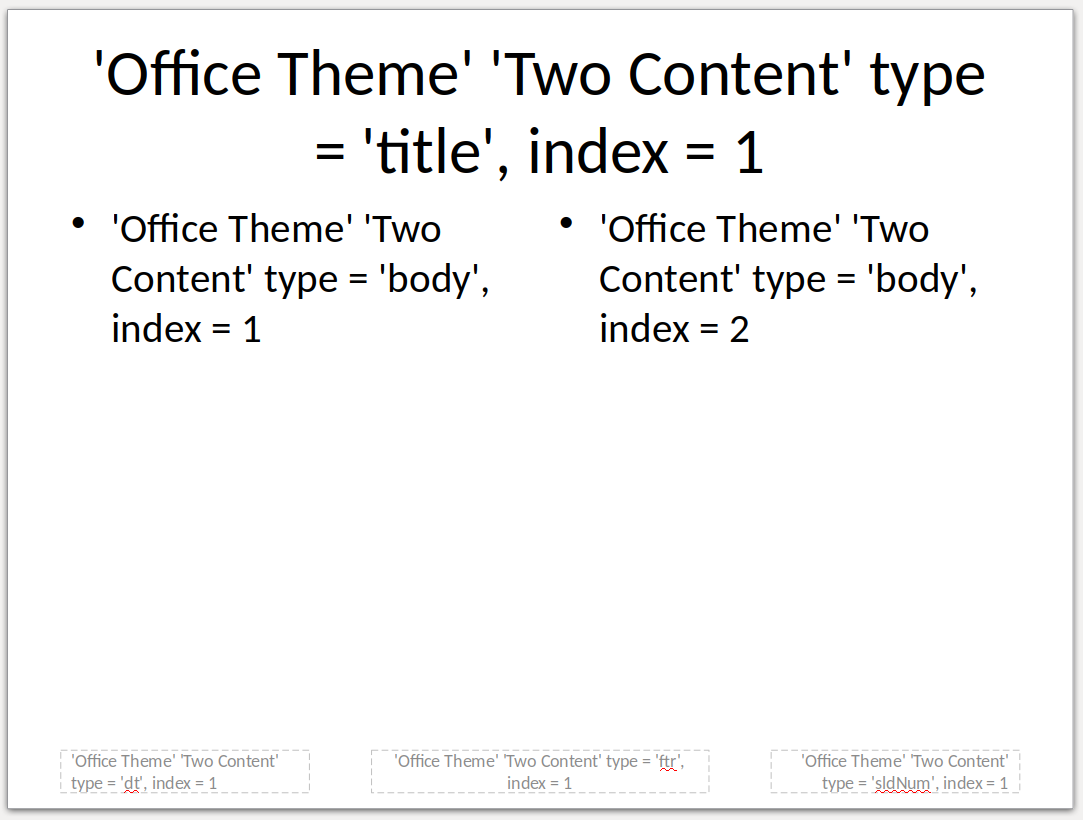 'Office Theme' 'Two Content' type
= 'title', index = 1
• 'Office Theme' 'Two
Content' type = 'body',
index = 1
• 'Office Theme' 'Two
Content' type = 'body',
index = 2
'Office Theme' 'Two Content'
type = 'dt', index = 1
'Office Theme' 'Two Content' type = 'ftr',
index = 1
'Office Theme' 'Two Content'
type = 'sldNum', index = 1